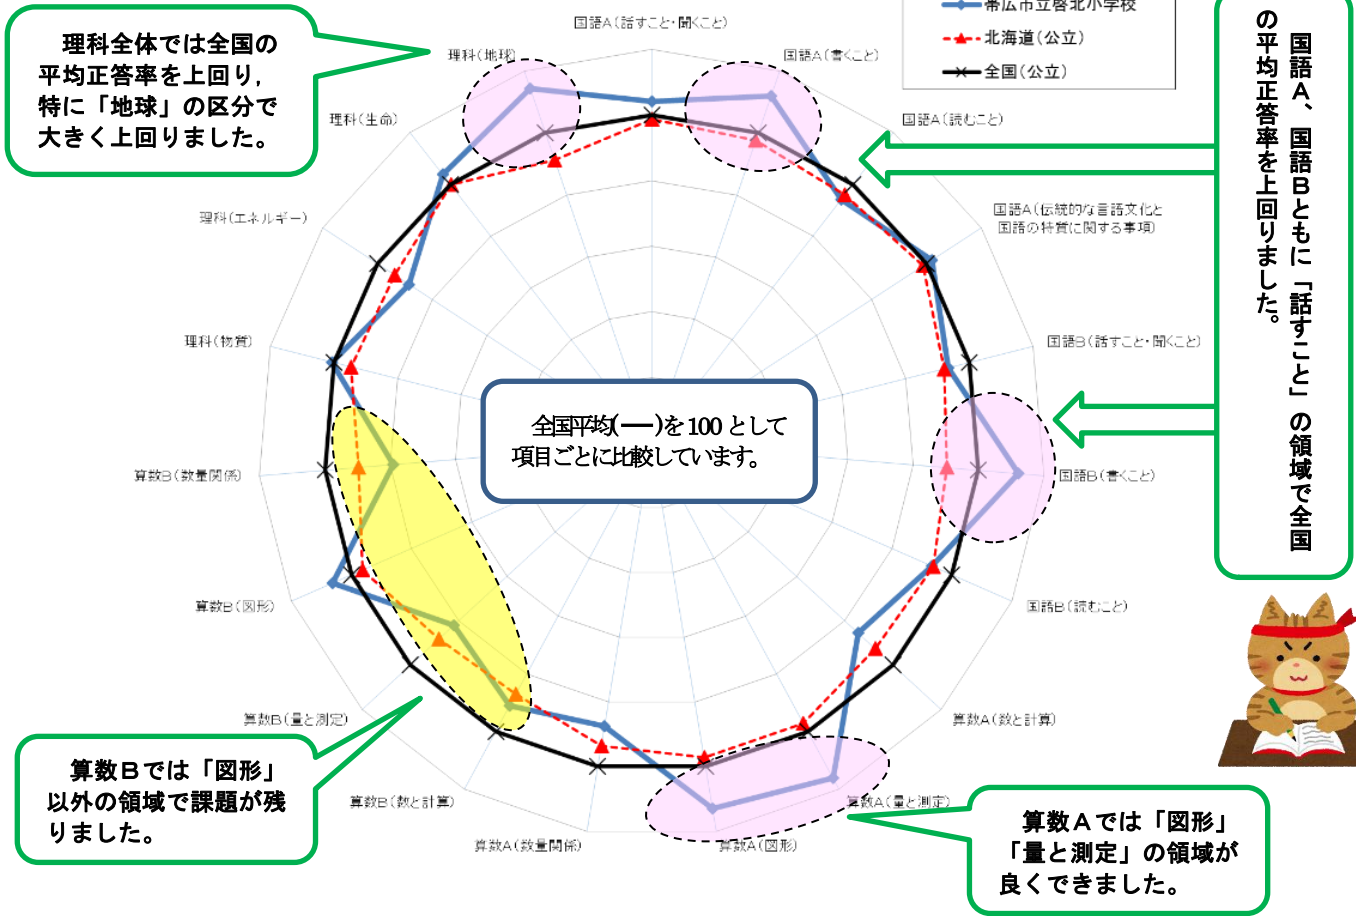 理科全体では全国の
平均正答率を上回り,
特に「地球」の区分で
大きく上回りました。
国語A(話すこと・聞くこと)
理科(地球)
国語A(書くこと)
帯広市立啓北小学校
北海道(公立)
全国(公立)
国語A、国語Bともに「話すこと」の領域で全国
の平均正答率を上回りました。
理科(生命)
国語A(読むこと)
理科(エネルギー)
国語A(伝統的な言語文化と
国語の特質に関する事項)
理科(物質)
国語B(話すこと・聞くこと)
全国平均(━━)を100として
項目ごとに比較しています。
算数B(数量関係)
国語B(書くこと)
算数B(図形)
国語B(読むこと)
算数B(量と測定)
算数A(数と計算)
算数B(数と計算)
算数A(量と測定)
算数A(数量関係)
算数A(図形)
算数Bでは「図形」
以外の領域で課題が残
りました。
算数Aでは「図形」
「量と測定」の領域が
良くできました。